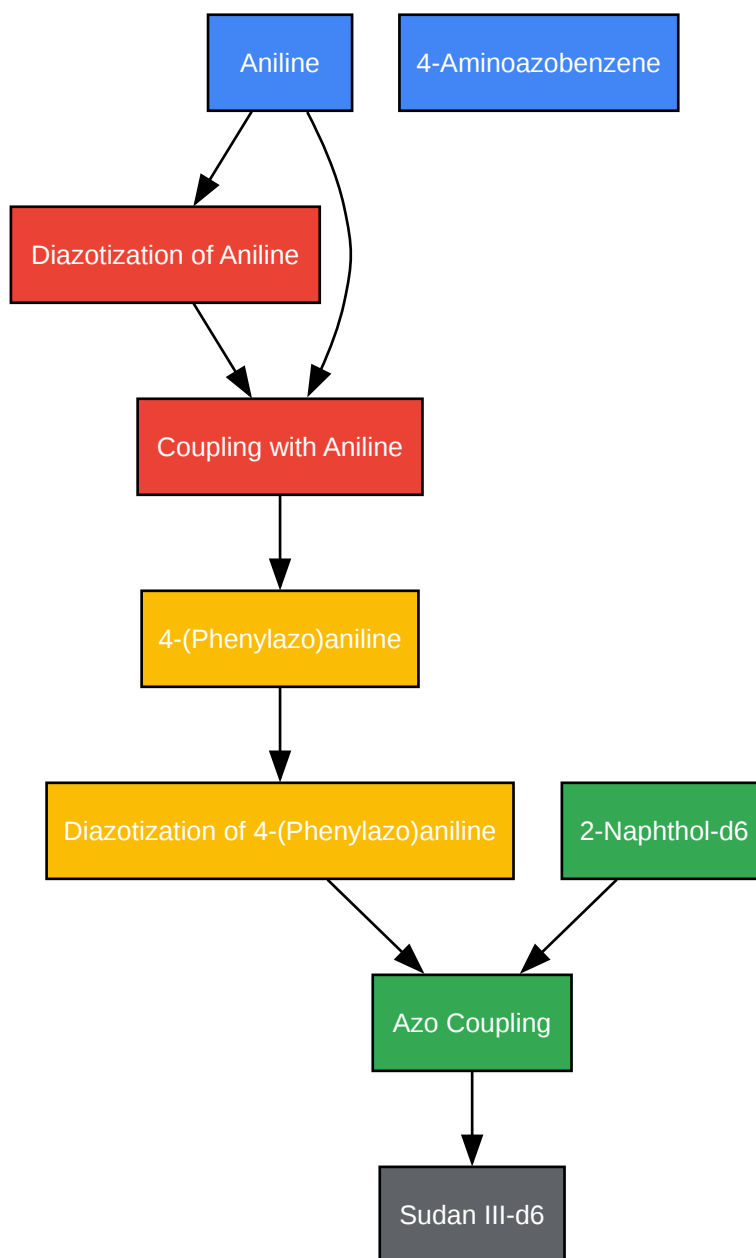 Aniline
4-Aminoazobenzene
Diazotization of Aniline
Coupling with Aniline
4-(Phenylazo)aniline
Diazotization of 4-(Phenylazo)aniline
2-Naphthol-d6
Azo Coupling
Sudan III-d6